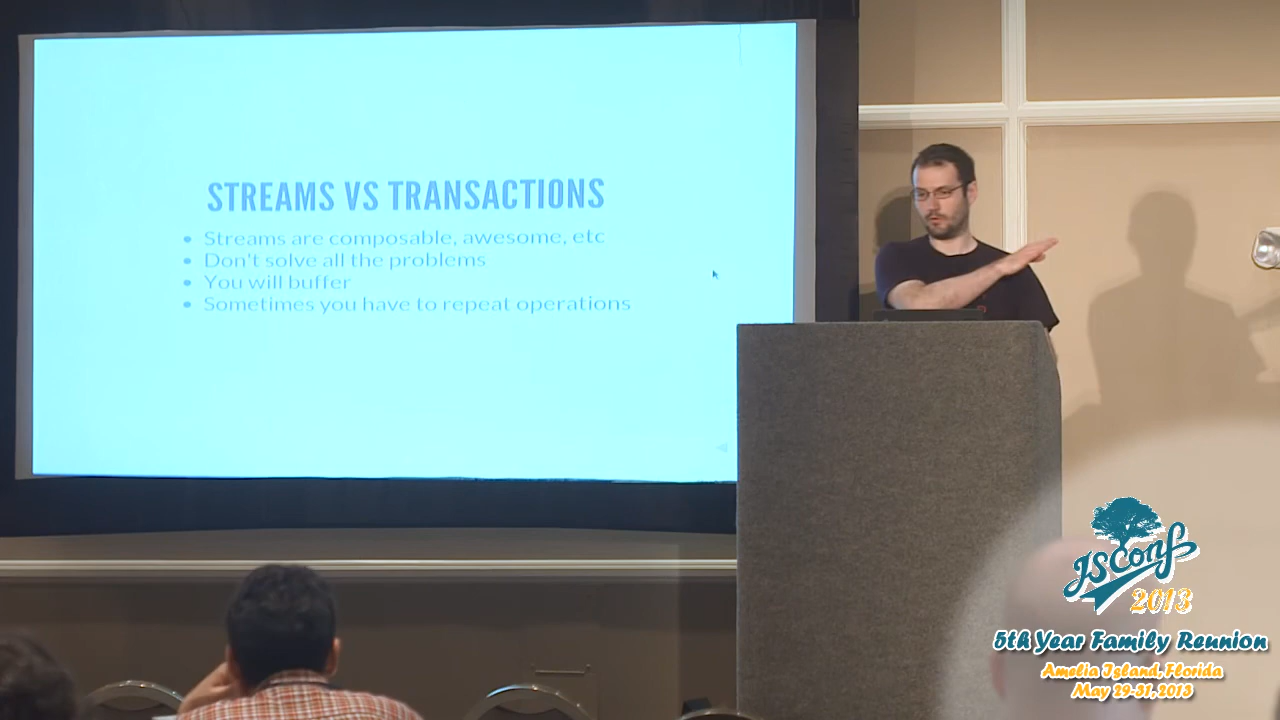 STREAMS VS TRANSACTIONS
• Streams are composable, awesome, etc
• Don't solve all the problems
• You will buffer
• Sometimes you have to repeat operations
JSConf
2013
5th Year Family Reunion
Amelia Island, Florida
May 29-31, 2013